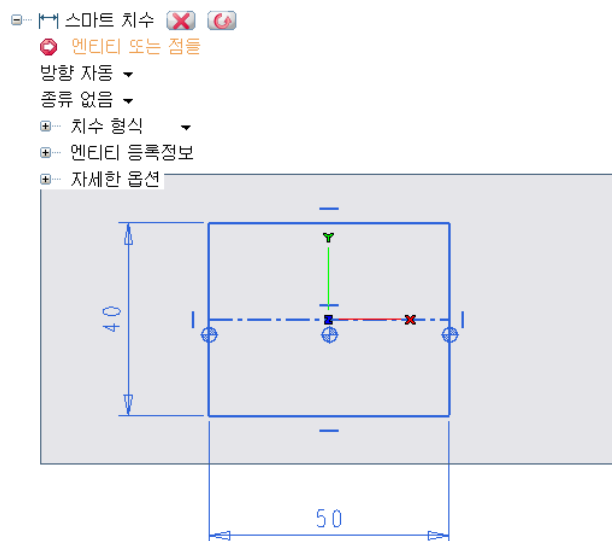 스마트 치수
엔티티 또는 점들
방향 자동
종류 없음
치수 형식
엔티티 등록정보
자세한 옵션
Y
40
X
50